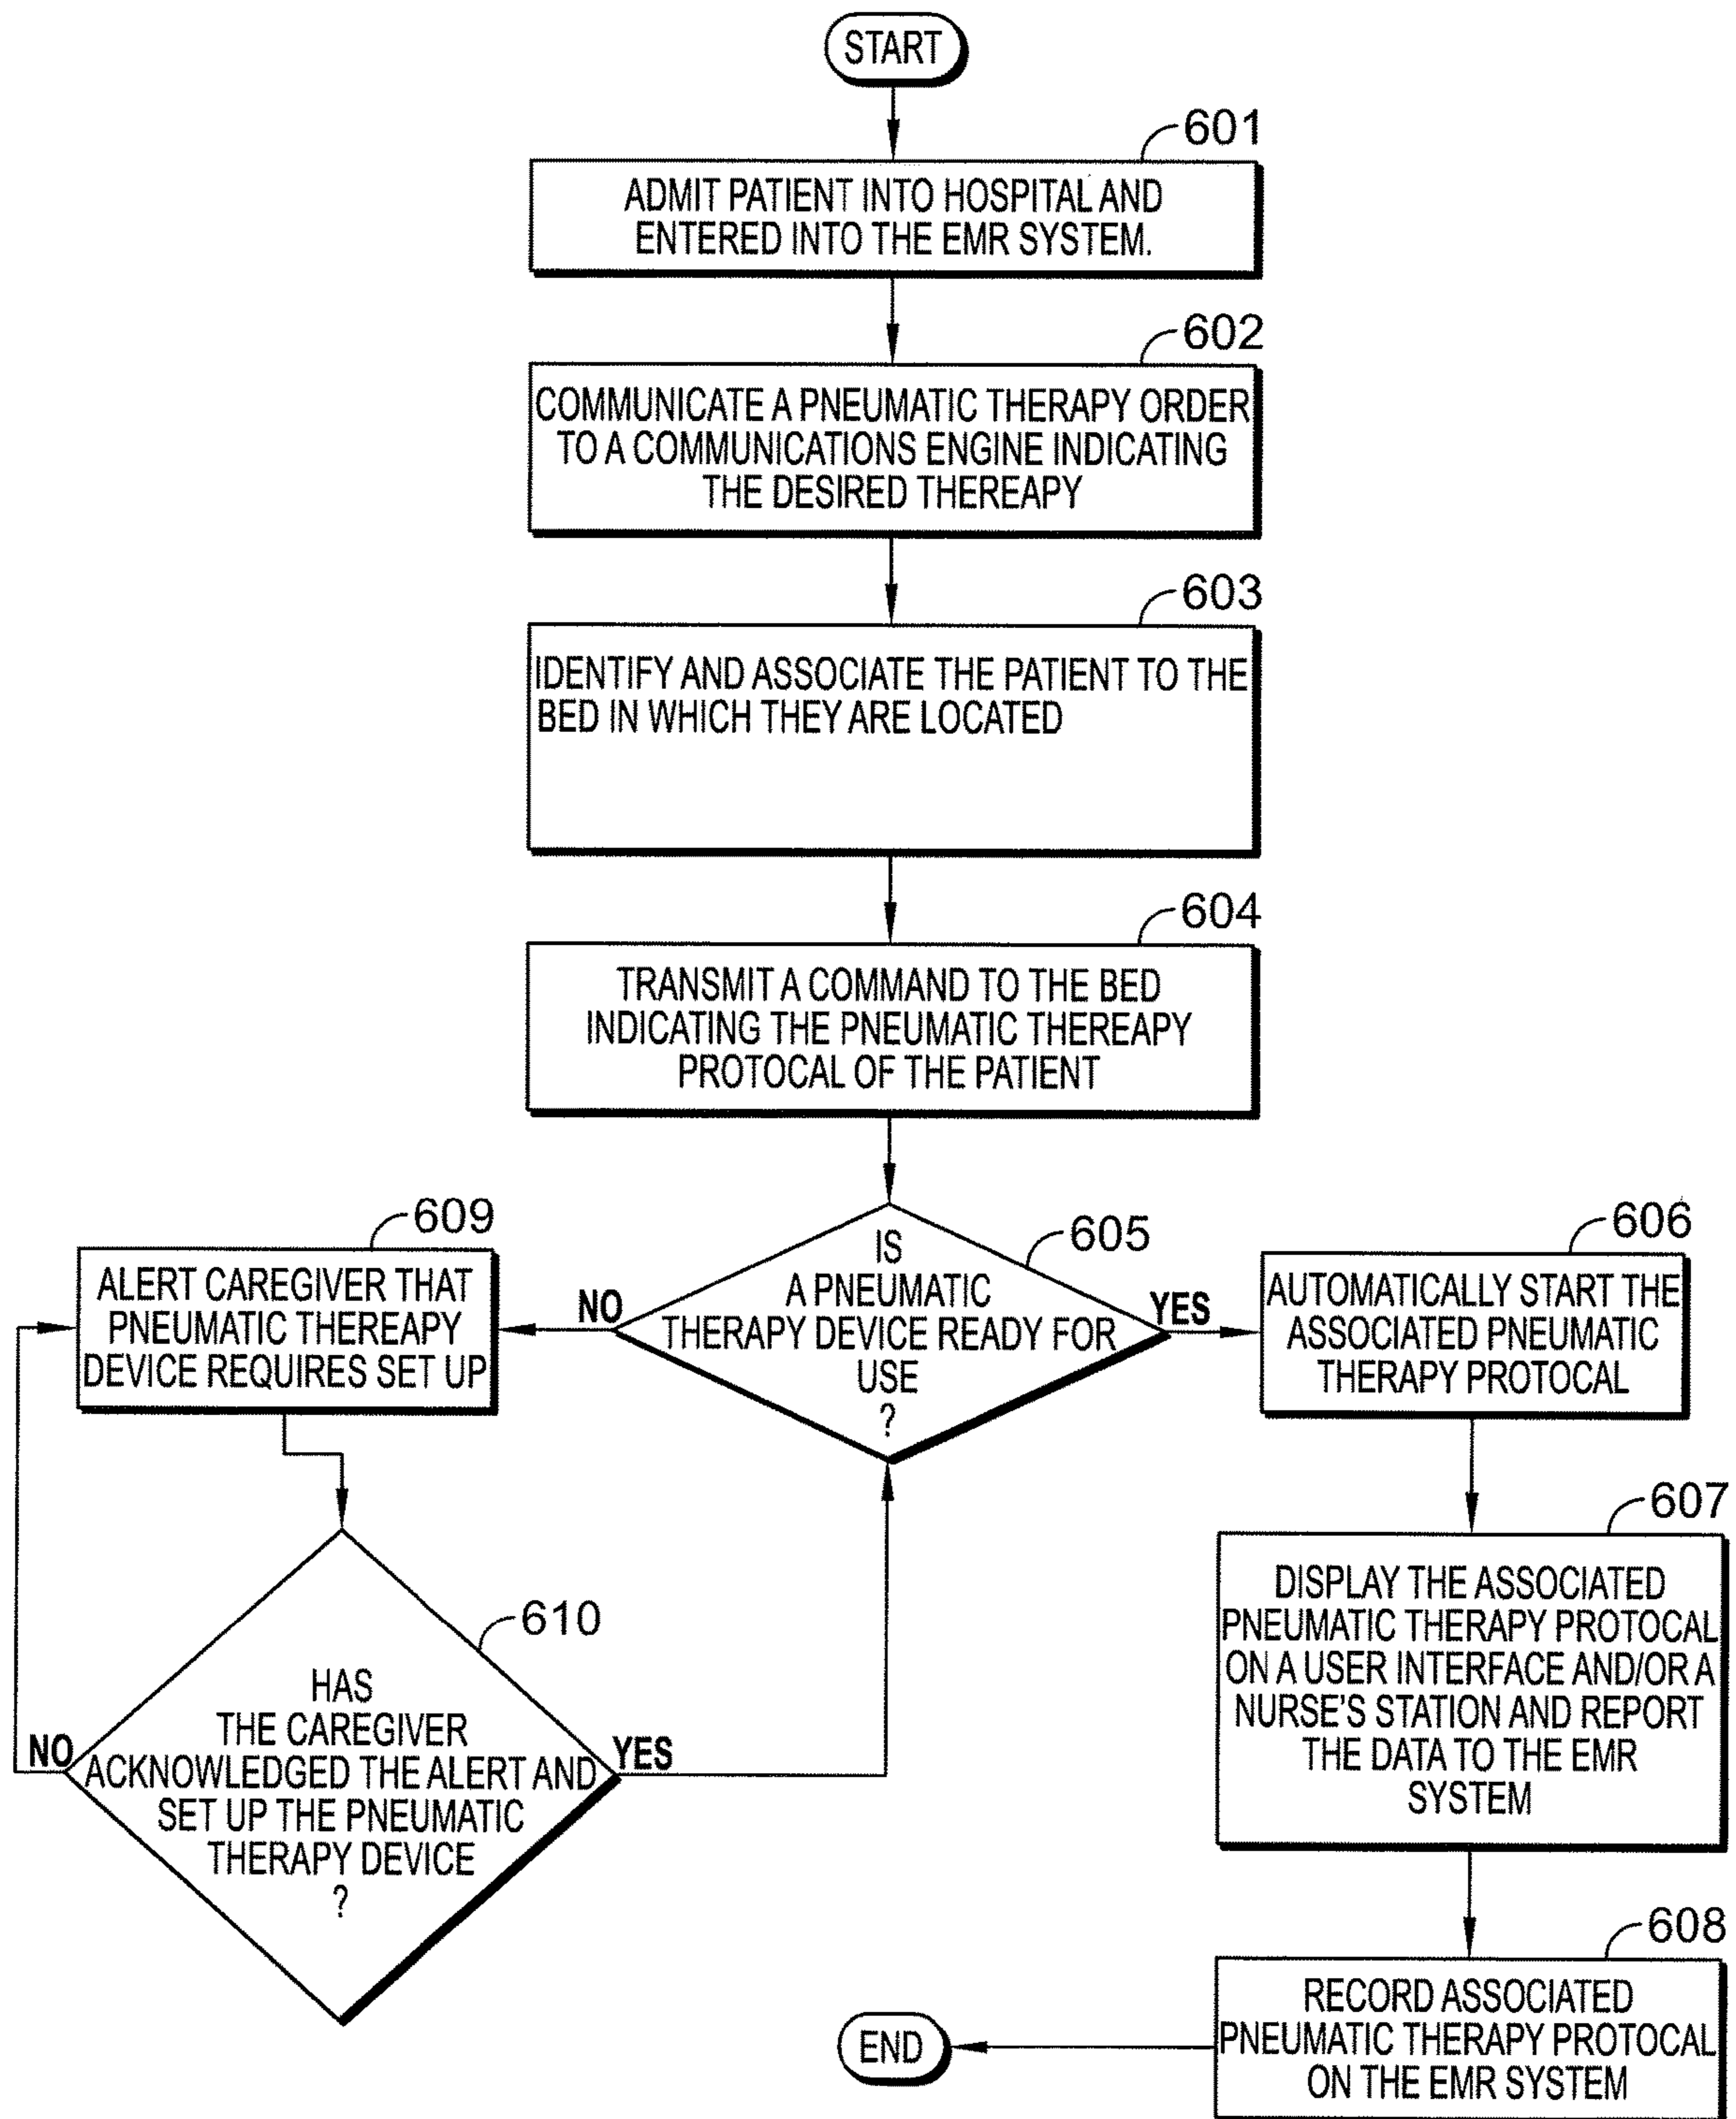 START
601
ADMIT PATIENT INTO HOSPITAL AND
ENTERED INTO THE EMR SYSTEM.
602
COMMUNICATE A PNEUMATIC THERAPY ORDER
TO A COMMUNICATIONS ENGINE INDICATING
THE DESIRED THEREAPY
603
IDENTIFY AND ASSOCIATE THE PATIENT TO THE
BED IN WHICH THEY ARE LOCATED
604
TRANSMIT A COMMAND TO THE BED
INDICATING THE PNEUMATIC THEREAPY
PROTOCAL OF THE PATIENT
605
IS
A PNEUMATIC
THERAPY DEVICE READY FOR
USE
?
NO
YES
609
ALERT CAREGIVER THAT
PNEUMATIC THEREAPY
DEVICE REQUIRES SET UP
610
HAS
THE CAREGIVER
ACKNOWLEDGED THE ALERT AND
SET UP THE PNEUMATIC
THERAPY DEVICE
?
NO
YES
606
AUTOMATICALLY START THE
ASSOCIATED PNEUMATIC
THERAPY PROTOCAL
607
DISPLAY THE ASSOCIATED
PNEUMATIC THERAPY PROTOCAL
ON A USER INTERFACE AND/OR A
NURSE'S STATION AND REPORT
THE DATA TO THE EMR
SYSTEM
608
RECORD ASSOCIATED
PNEUMATIC THERAPY PROTOCAL
ON THE EMR SYSTEM
END